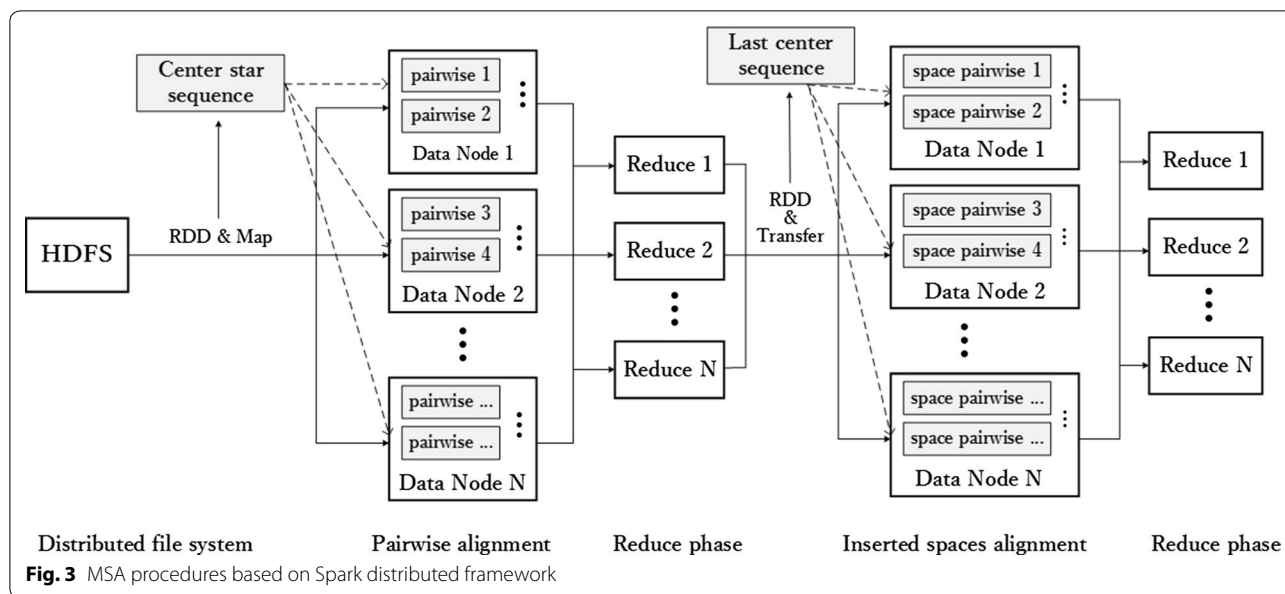 Center star
sequence
HDFS
RDD & Map
pairwise 1
pairwise 2
Data Node 1
pairwise 3
pairwise 4
Data Node 2
pairwise ...
pairwise ...
Data Node N
Reduce 1
Reduce 2
Reduce N
Last center
sequence
RDD
&
Transfer
space pairwise 1
space pairwise 2
Data Node 1
space pairwise 3
space pairwise 4
Data Node 2
space pairwise ...
space pairwise ...
Data Node N
Reduce 1
Reduce 2
Reduce N
Distributed file system
Pairwise alignment
Reduce phase
Inserted spaces alignment
Reduce phase
Fig. 3 MSA procedures based on Spark distributed framework